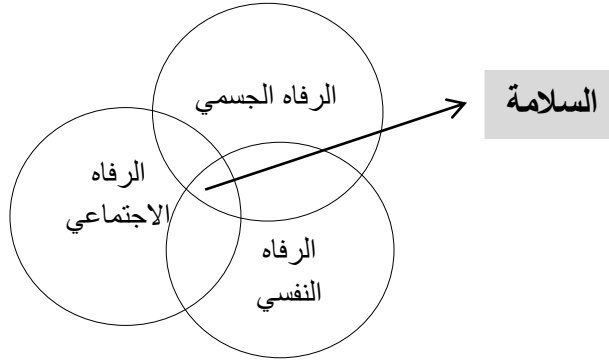 الرفاه الجسمي
السلامة
الرفاه
الاجتماعي
الرفاه
النفسي